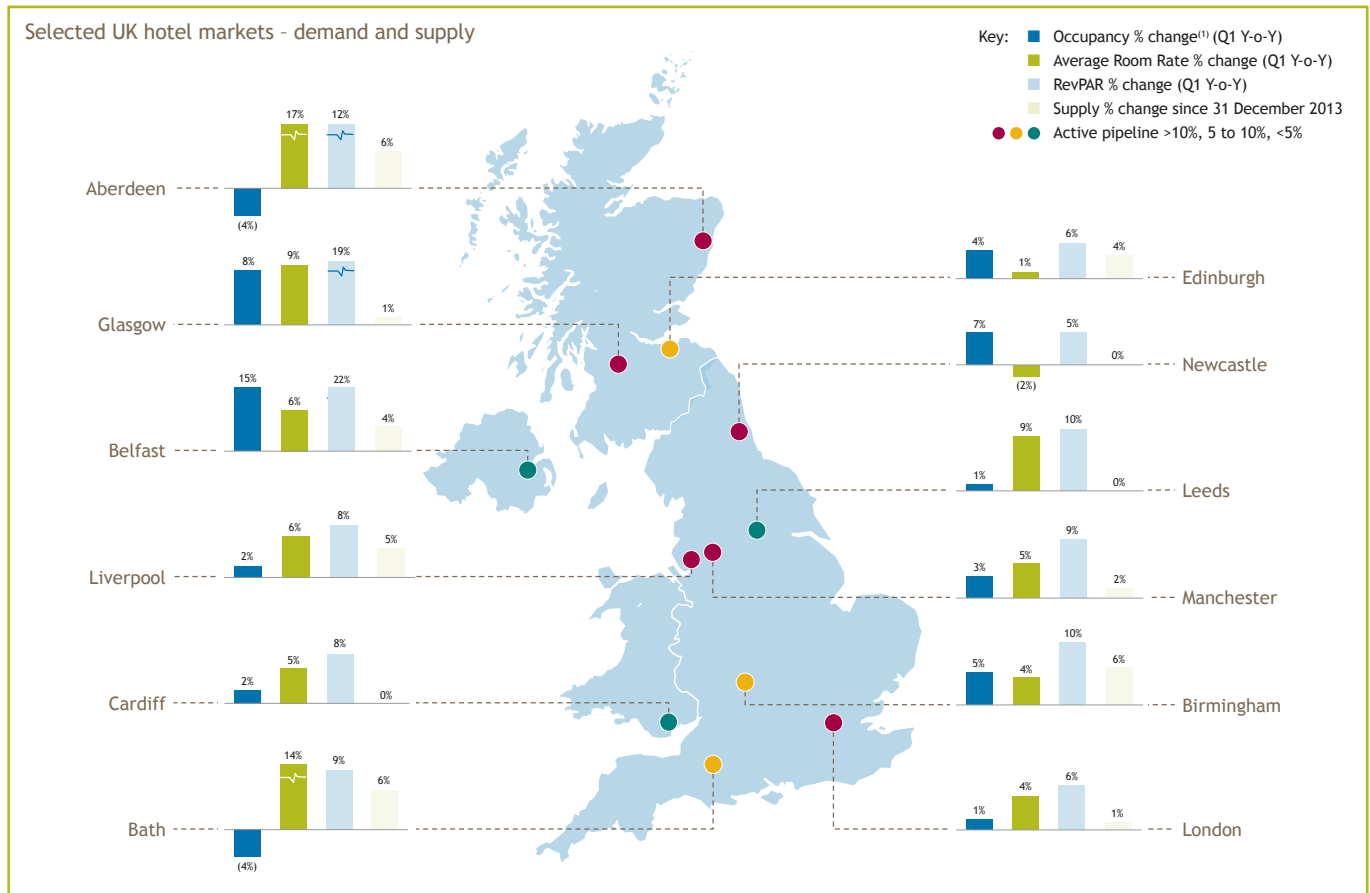 Selected UK hotel markets - demand and supply
Key:
Occupancy % change(1) (Q1 Y-o-Y)
Average Room Rate % change (Q1 Y-o-Y)
RevPAR % change (Q1 Y-o-Y)
Supply % change since 31 December 2013
Active pipeline >10%, 5 to 10%, <5%
17% 12% 6%
Aberdeen
(4%)
8% 9% 19% 1%
Glasgow
15% 6% 22% 4%
Belfast
2% 6% 8% 5%
Liverpool
2% 5% 8% 0%
Cardiff
14% 9% 6%
Bath
(4%)
4% 1% 6% 4%
Edinburgh
7% 5% 0%
Newcastle
(2%)
1% 9% 10% 0%
Leeds
3% 5% 9% 2%
Manchester
5% 4% 10% 6%
Birmingham
1% 4% 6% 1%
London